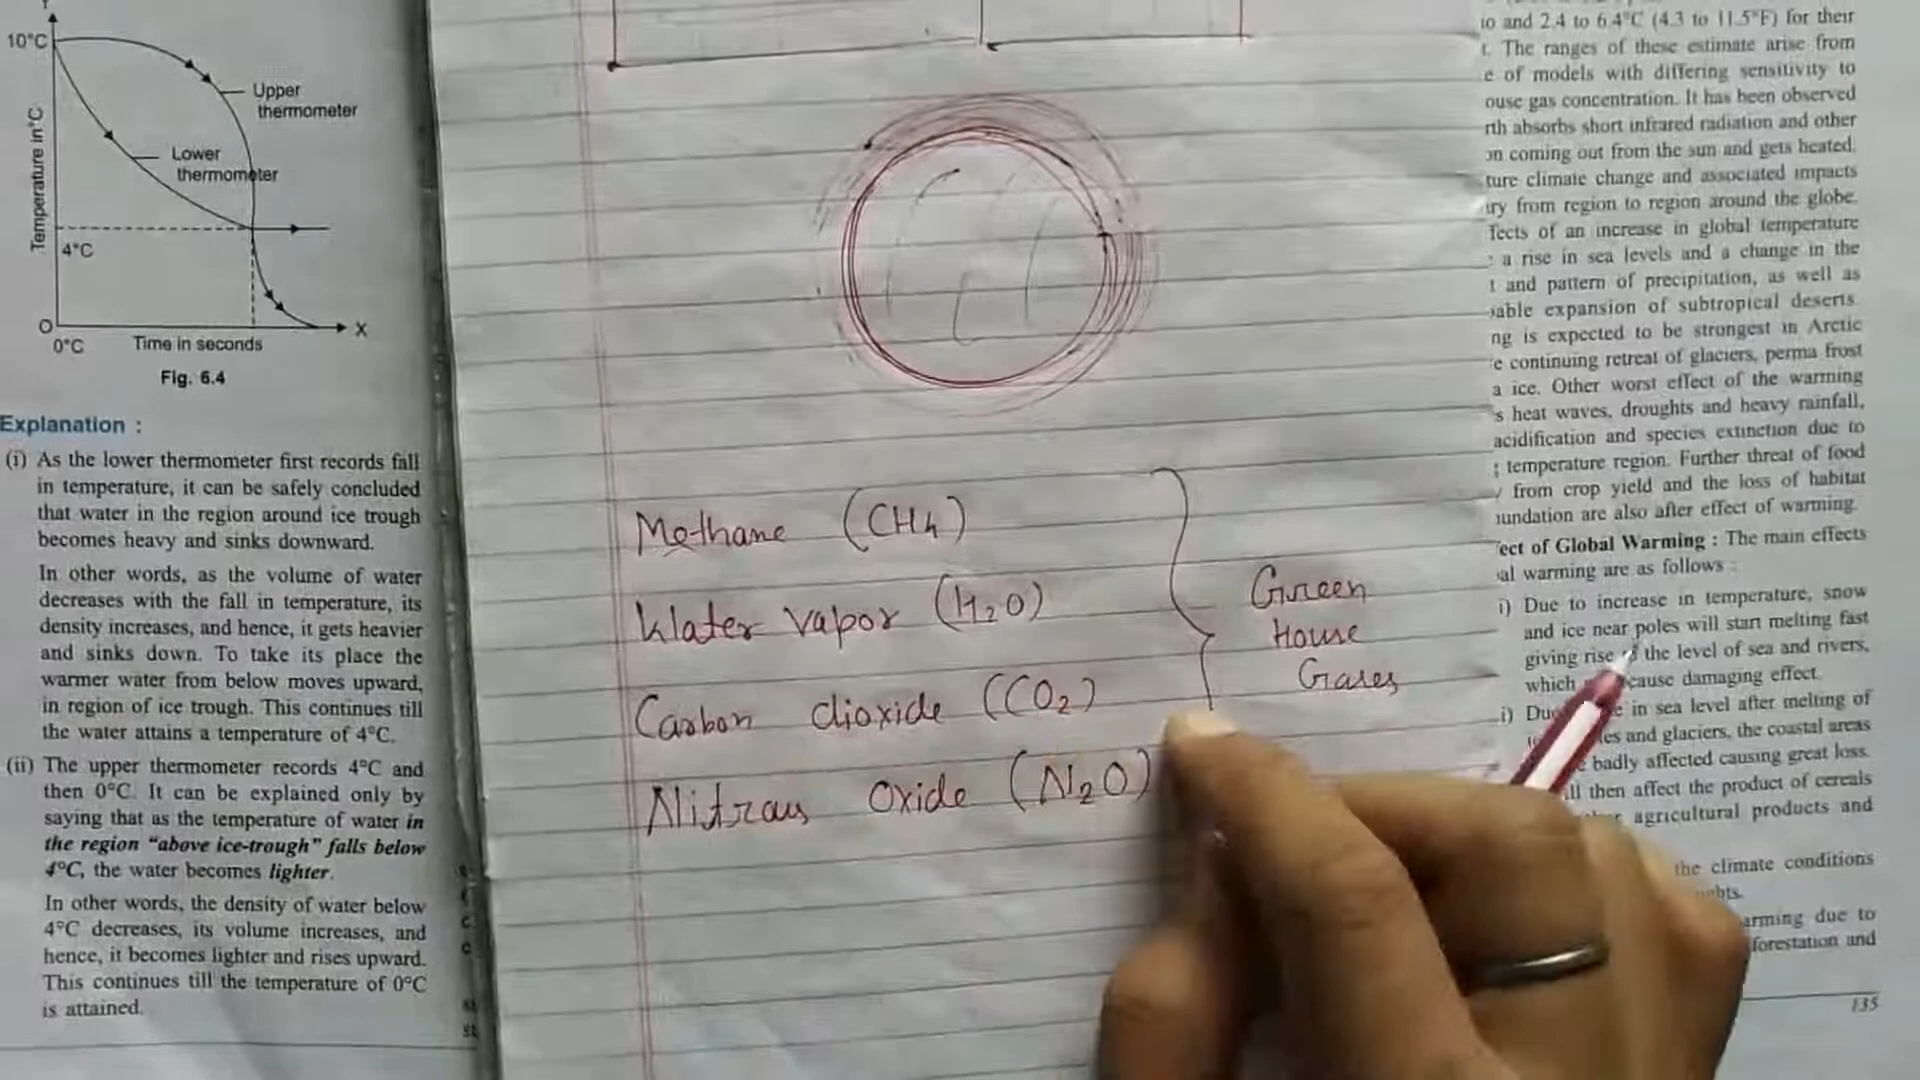 Y
10°C
Upper
thermometer
Lower
thermometer
Temperature in °C
4°C
O
X
0°C
Time in seconds
Fig. 6.4
Explanation :
(i) As the lower thermometer first records fall
in temperature, it can be safely concluded
that water in the region around ice trough
becomes heavy and sinks downward.
In other words, as the volume of water
decreases with the fall in temperature, its
density increases, and hence, it gets heavier
and sinks down. To take its place the
warmer water from below moves upward,
in region of ice trough. This continues till
the water attains a temperature of 4°C.
(ii) The upper thermometer records 4°C and
then 0°C. It can be explained only by
saying that as the temperature of water in
the region "above ice-trough" falls below
4°C, the water becomes lighter.
In other words, the density of water below
4°C decreases, its volume increases, and
hence, it becomes lighter and rises upward.
This continues till the temperature of 0°C
is attained.
Methane (CH4)
Water vapor (H2O)
Carbon dioxide (CO2)
Nitrous Oxide (N2O)
Green
House
Gases
and 2.4 to 6.4°C (4.3 to 11.5°F) for their
The ranges of these estimate arise from
of models with differing sensitivity to
gas concentration. It has been observed
absorbs short infrared radiation and other
coming out from the sun and gets heated.
climate change and associated impacts
from region to region around the globe.
of an increase in global temperature
a rise in sea levels and a change in the
and pattern of precipitation, as well as
expansion of subtropical deserts.
is expected to be strongest in Arctic
continuing retreat of glaciers, perma frost
ice. Other worst effect of the warming
heat waves, droughts and heavy rainfall,
acidification and species extinction due to
temperature region. Further threat of food
from crop yield and the loss of habitat
are also after effect of warming.
of Global Warming : The main effects
warming are as follows :
i) Due to increase in temperature, snow
and ice near poles will start melting fast
giving rise the level of sea and rivers,
which cause damaging effect.
i) in sea level after melting of
and glaciers, the coastal areas
badly affected causing great loss.
then affect the product of cereals
agricultural products and
the climate conditions
due to
and
135